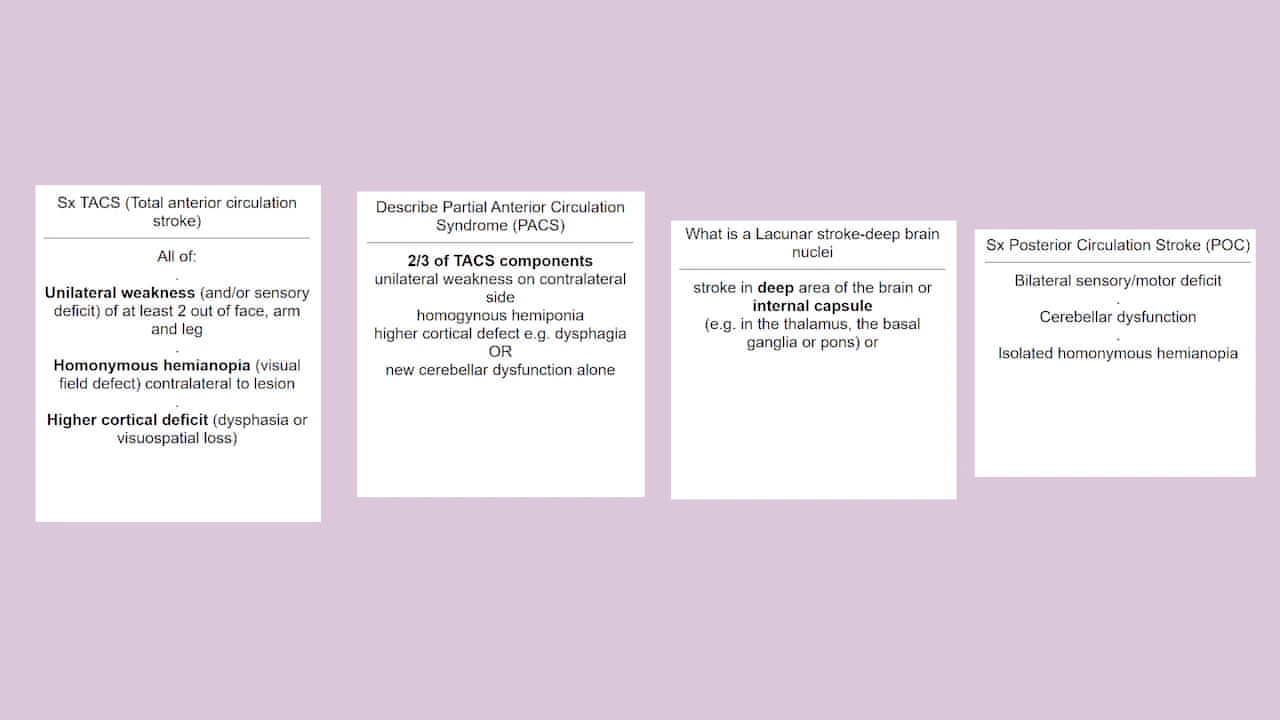 Sx TACS (Total anterior circulation
stroke)
All of:
.
Unilateral weakness (and/or sensory
deficit) of at least 2 out of face, arm
and leg
.
Homonymous hemianopia (visual
field defect) contralateral to lesion
.
Higher cortical deficit (dysphasia or
visuospatial loss)
Describe Partial Anterior Circulation
Syndrome (PACS)
2/3 of TACS components
unilateral weakness on contralateral
side
homogynous hemiponia
higher cortical defect e.g. dysphagia
OR
new cerebellar dysfunction alone
What is a Lacunar stroke-deep brain
nuclei
stroke in deep area of the brain or
internal capsule
(e.g. in the thalamus, the basal
ganglia or pons) or
Sx Posterior Circulation Stroke (POC)
Bilateral sensory/motor deficit
.
Cerebellar dysfunction
.
Isolated homonymous hemianopia